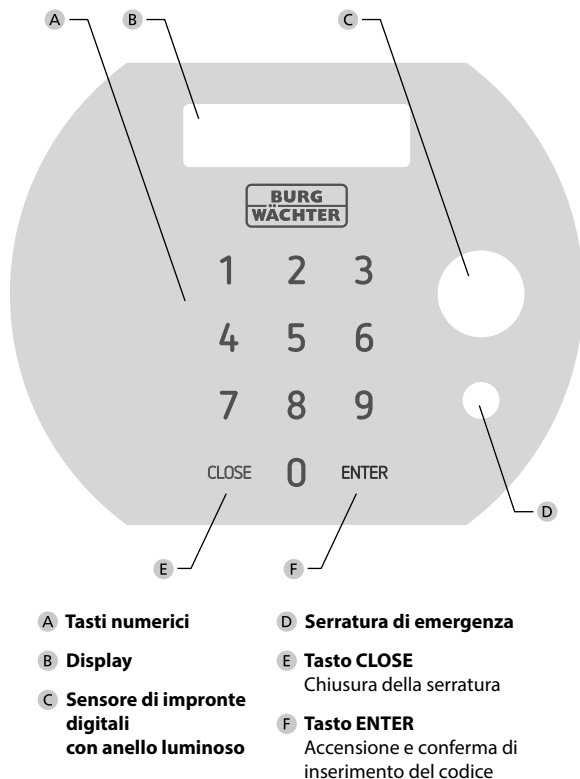 A B C
BURG
WÄCHTER
1 2 3
4 5 6
7 8 9
CLOSE 0 ENTER
D
E F
A Tasti numerici
B Display
C Sensore di impronte
digitali
con anello luminoso
D Serratura di emergenza
E Tasto CLOSE
Chiusura della serratura
F Tasto ENTER
Accensione e conferma di
inserimento del codice